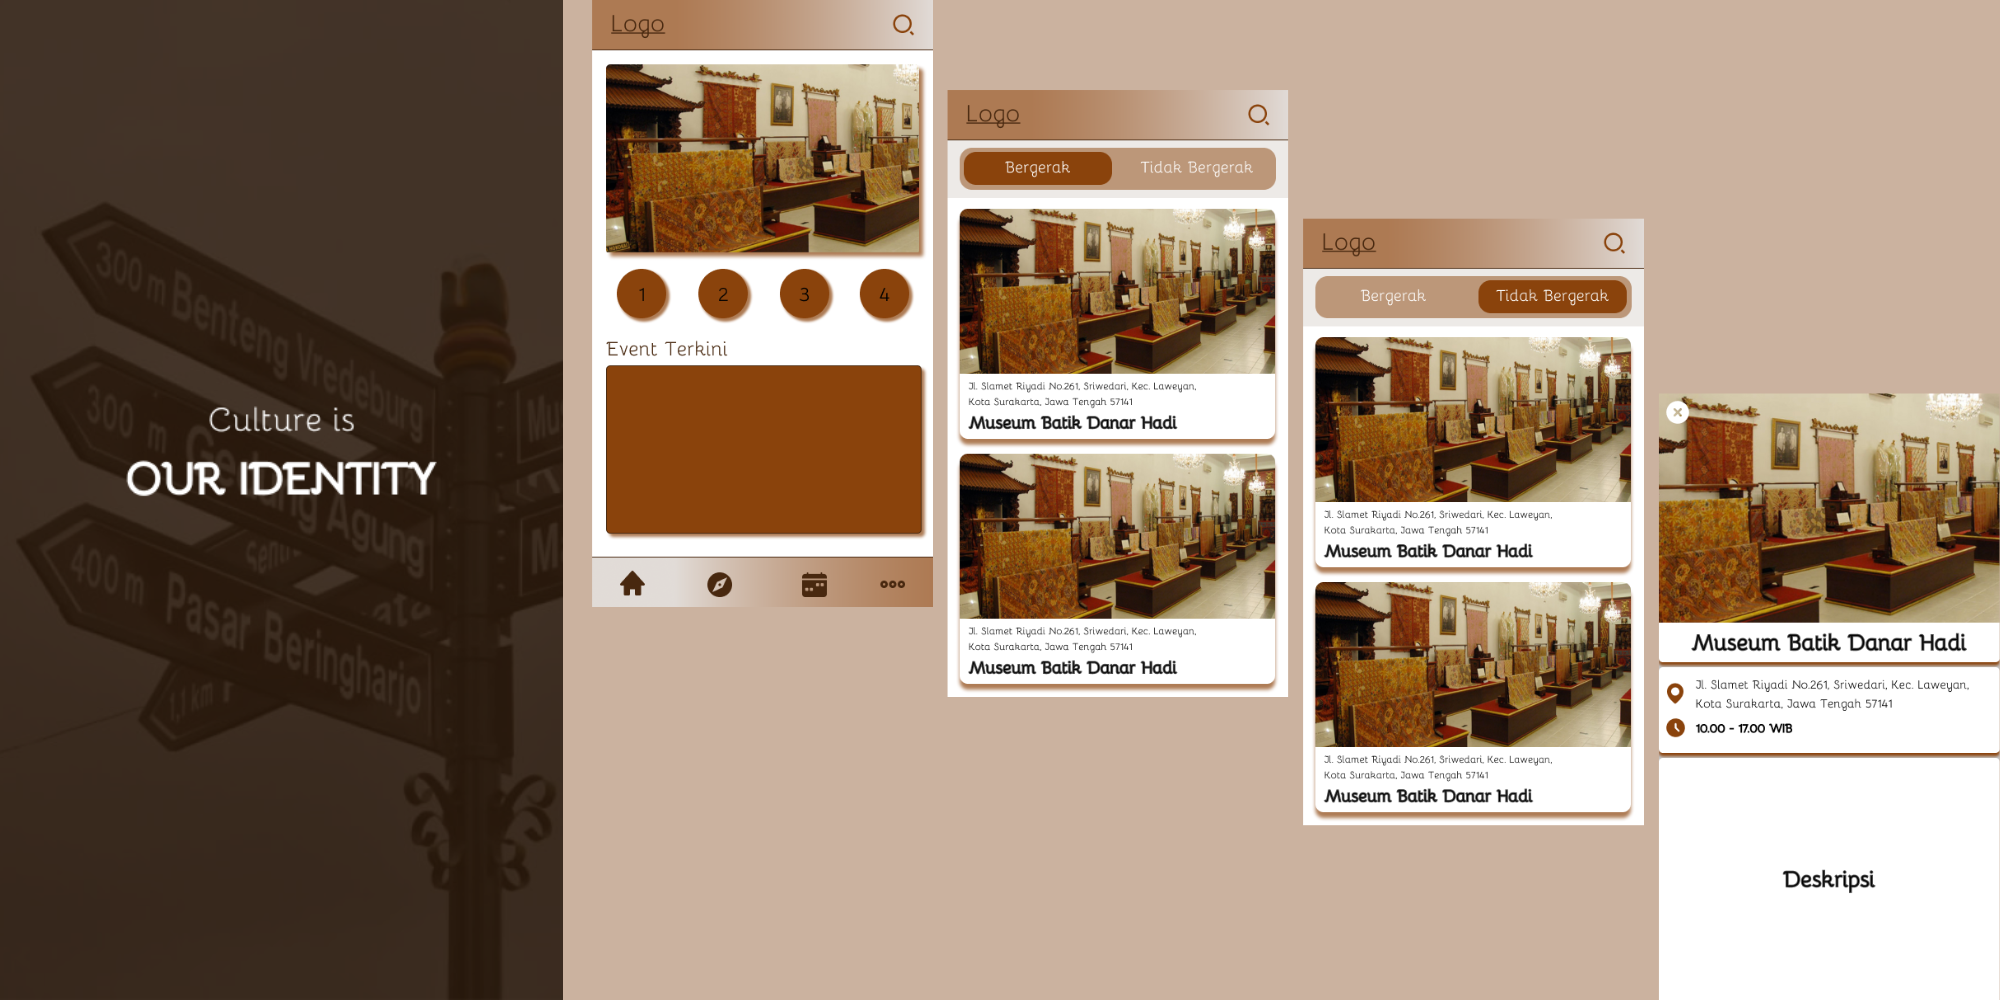 300 m Benteng Vredeburg
300 m Gedung Agung
400 m Pasar Beringharjo
1,1 km
Culture is
OUR IDENTITY
Logo
1
2
3
4
Event Terkini
Logo
Bergerak
Tidak Bergerak
Jl. Slamet Riyadi No.261, Sriwedari, Kec. Laweyan,
Kota Surakarta, Jawa Tengah 57141
Museum Batik Danar Hadi
Jl. Slamet Riyadi No.261, Sriwedari, Kec. Laweyan,
Kota Surakarta, Jawa Tengah 57141
Museum Batik Danar Hadi
Logo
Bergerak
Tidak Bergerak
Jl. Slamet Riyadi No.261, Sriwedari, Kec. Laweyan,
Kota Surakarta, Jawa Tengah 57141
Museum Batik Danar Hadi
Jl. Slamet Riyadi No.261, Sriwedari, Kec. Laweyan,
Kota Surakarta, Jawa Tengah 57141
Museum Batik Danar Hadi
Museum Batik Danar Hadi
Jl. Slamet Riyadi No.261, Sriwedari, Kec. Laweyan,
Kota Surakarta, Jawa Tengah 57141
10.00 - 17.00 WIB
Deskripsi